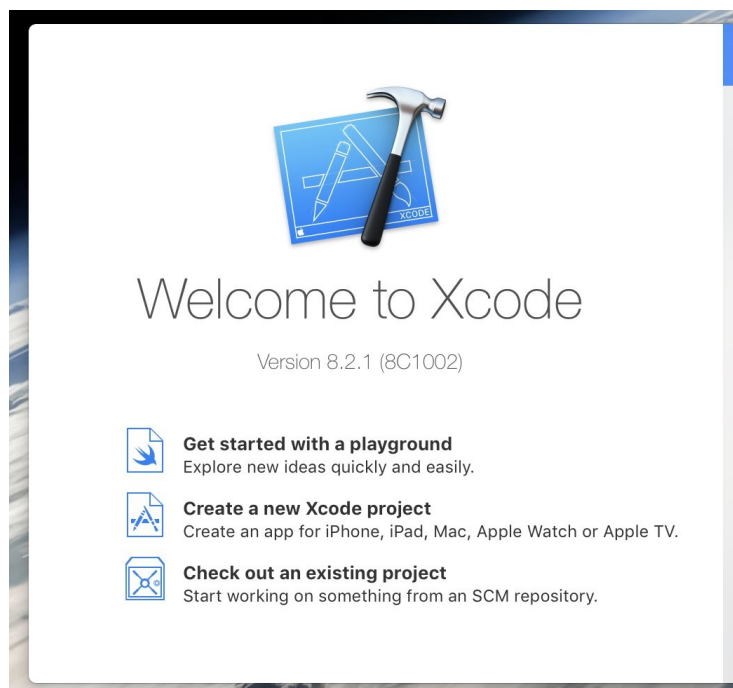 XCODE
Welcome to Xcode
Version 8.2.1 (8C1002)
Get started with a playground
Explore new ideas quickly and easily.
Create a new Xcode project
Create an app for iPhone, iPad, Mac, Apple Watch or Apple TV.
Check out an existing project
Start working on something from an SCM repository.